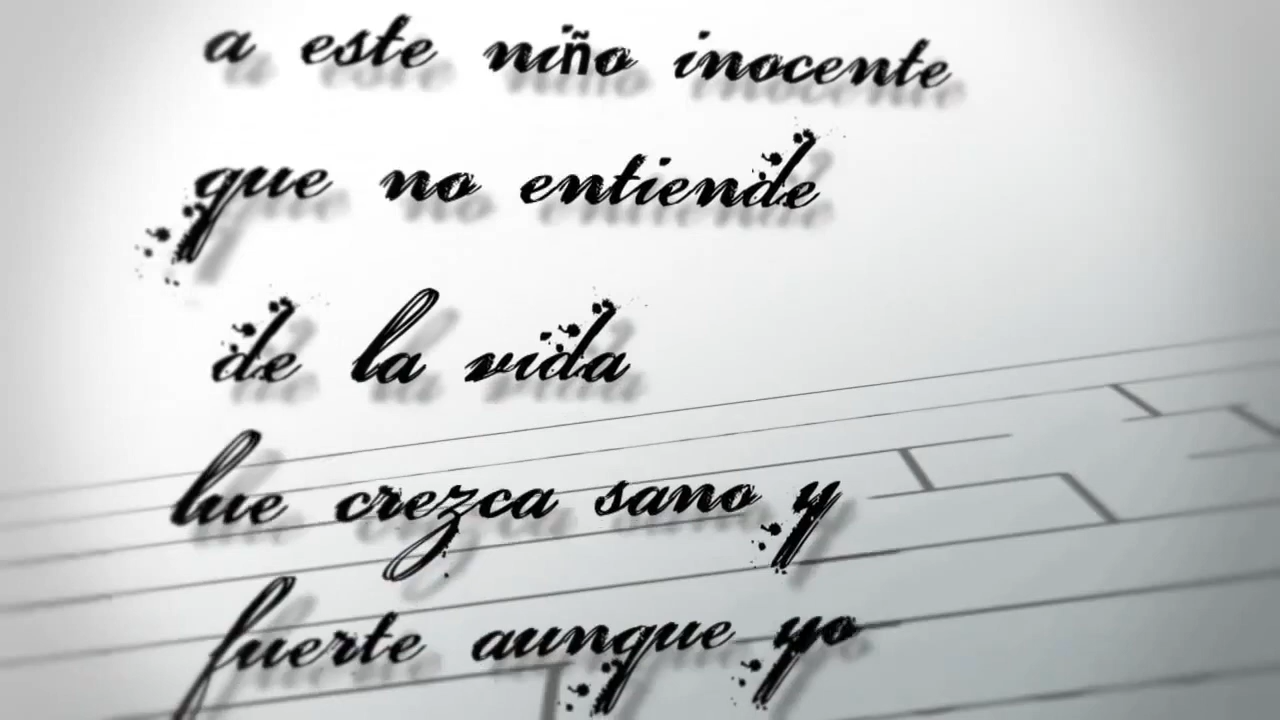 a este niño inocente
que no entiende
de la vida
lue crezca sano y
fuerte aunque yo